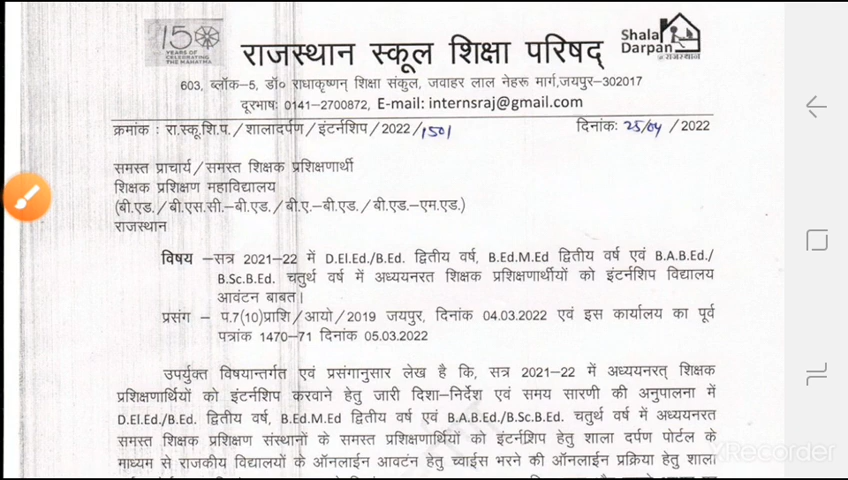 150
YEARS OF
CELEBRATING
THE MAHATMA
राजस्थान स्कूल शिक्षा परिषद्
Shala
Darpan
राजस्थान
603, ब्लॉक-5, डॉ० राधाकृष्णन् शिक्षा संकुल, जवाहर लाल नेहरू मार्ग,जयपुर-302017
दूरभाषः 0141-2700872, E-mail: internsraj@gmail.com
क्रमांक : रा.स्कू.शि.प./शालादर्पण/इंटर्नशिप/2022/1501 दिनांकः 25/04/2022
समस्त प्राचार्य/समस्त शिक्षक प्रशिक्षणार्थी
शिक्षक प्रशिक्षण महाविद्यालय
(बी.एड./बी.एस.सी.-बी.एड./बी.ए.-बी.एड./बी.एड.-एम.एड.)
राजस्थान
विषय -सत्र 2021-22 में D.El.Ed./B.Ed. द्वितीय वर्ष, B.Ed.M.Ed द्वितीय वर्ष एवं B.A.B.Ed./
B.Sc.B.Ed. चतुर्थ वर्ष में अध्ययनरत शिक्षक प्रशिक्षणार्थीयों को इंटर्नशिप विद्यालय
आवंटन बाबत।
प्रसंग - प.7(10)प्राशि/आयो/2019 जयपुर, दिनांक 04.03.2022 एवं इस कार्यालय का पूर्व
पत्रांक 1470-71 दिनांक 05.03.2022
उपर्युक्त विषयान्तर्गत एवं प्रसंगानुसार लेख है कि, सत्र 2021-22 में अध्ययनरत् शिक्षक
प्रशिक्षणार्थियों को इंटर्नशिप करवाने हेतु जारी दिशा-निर्देश एवं समय सारणी की अनुपालना में
D.El.Ed./B.Ed. द्वितीय वर्ष, B.Ed.M.Ed द्वितीय वर्ष एवं B.A.B.Ed./B.Sc.B.Ed. चतुर्थ वर्ष में अध्ययनरत
समस्त शिक्षक प्रशिक्षण संस्थानों के समस्त प्रशिक्षणार्थियों को इंटर्नशिप हेतु शाला दर्पण पोर्टल के
माध्यम से राजकीय विद्यालयों के ऑनलाईन आवटन हेतु च्वाईस भरने की ऑनलाईन प्रक्रिया हेतु शाला
XRecorder